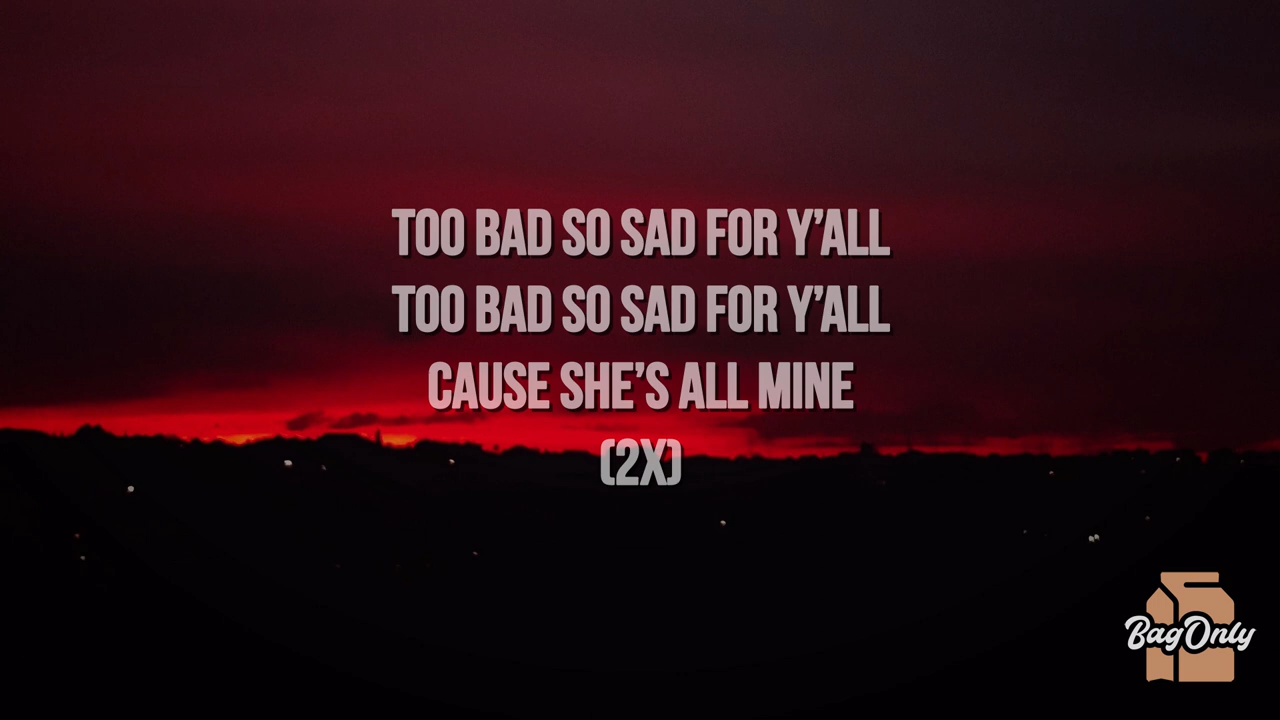 TOO BAD SO SAD FOR Y’ALL
TOO BAD SO SAD FOR Y’ALL
CAUSE SHE’S ALL MINE
(2X)
BagOnly